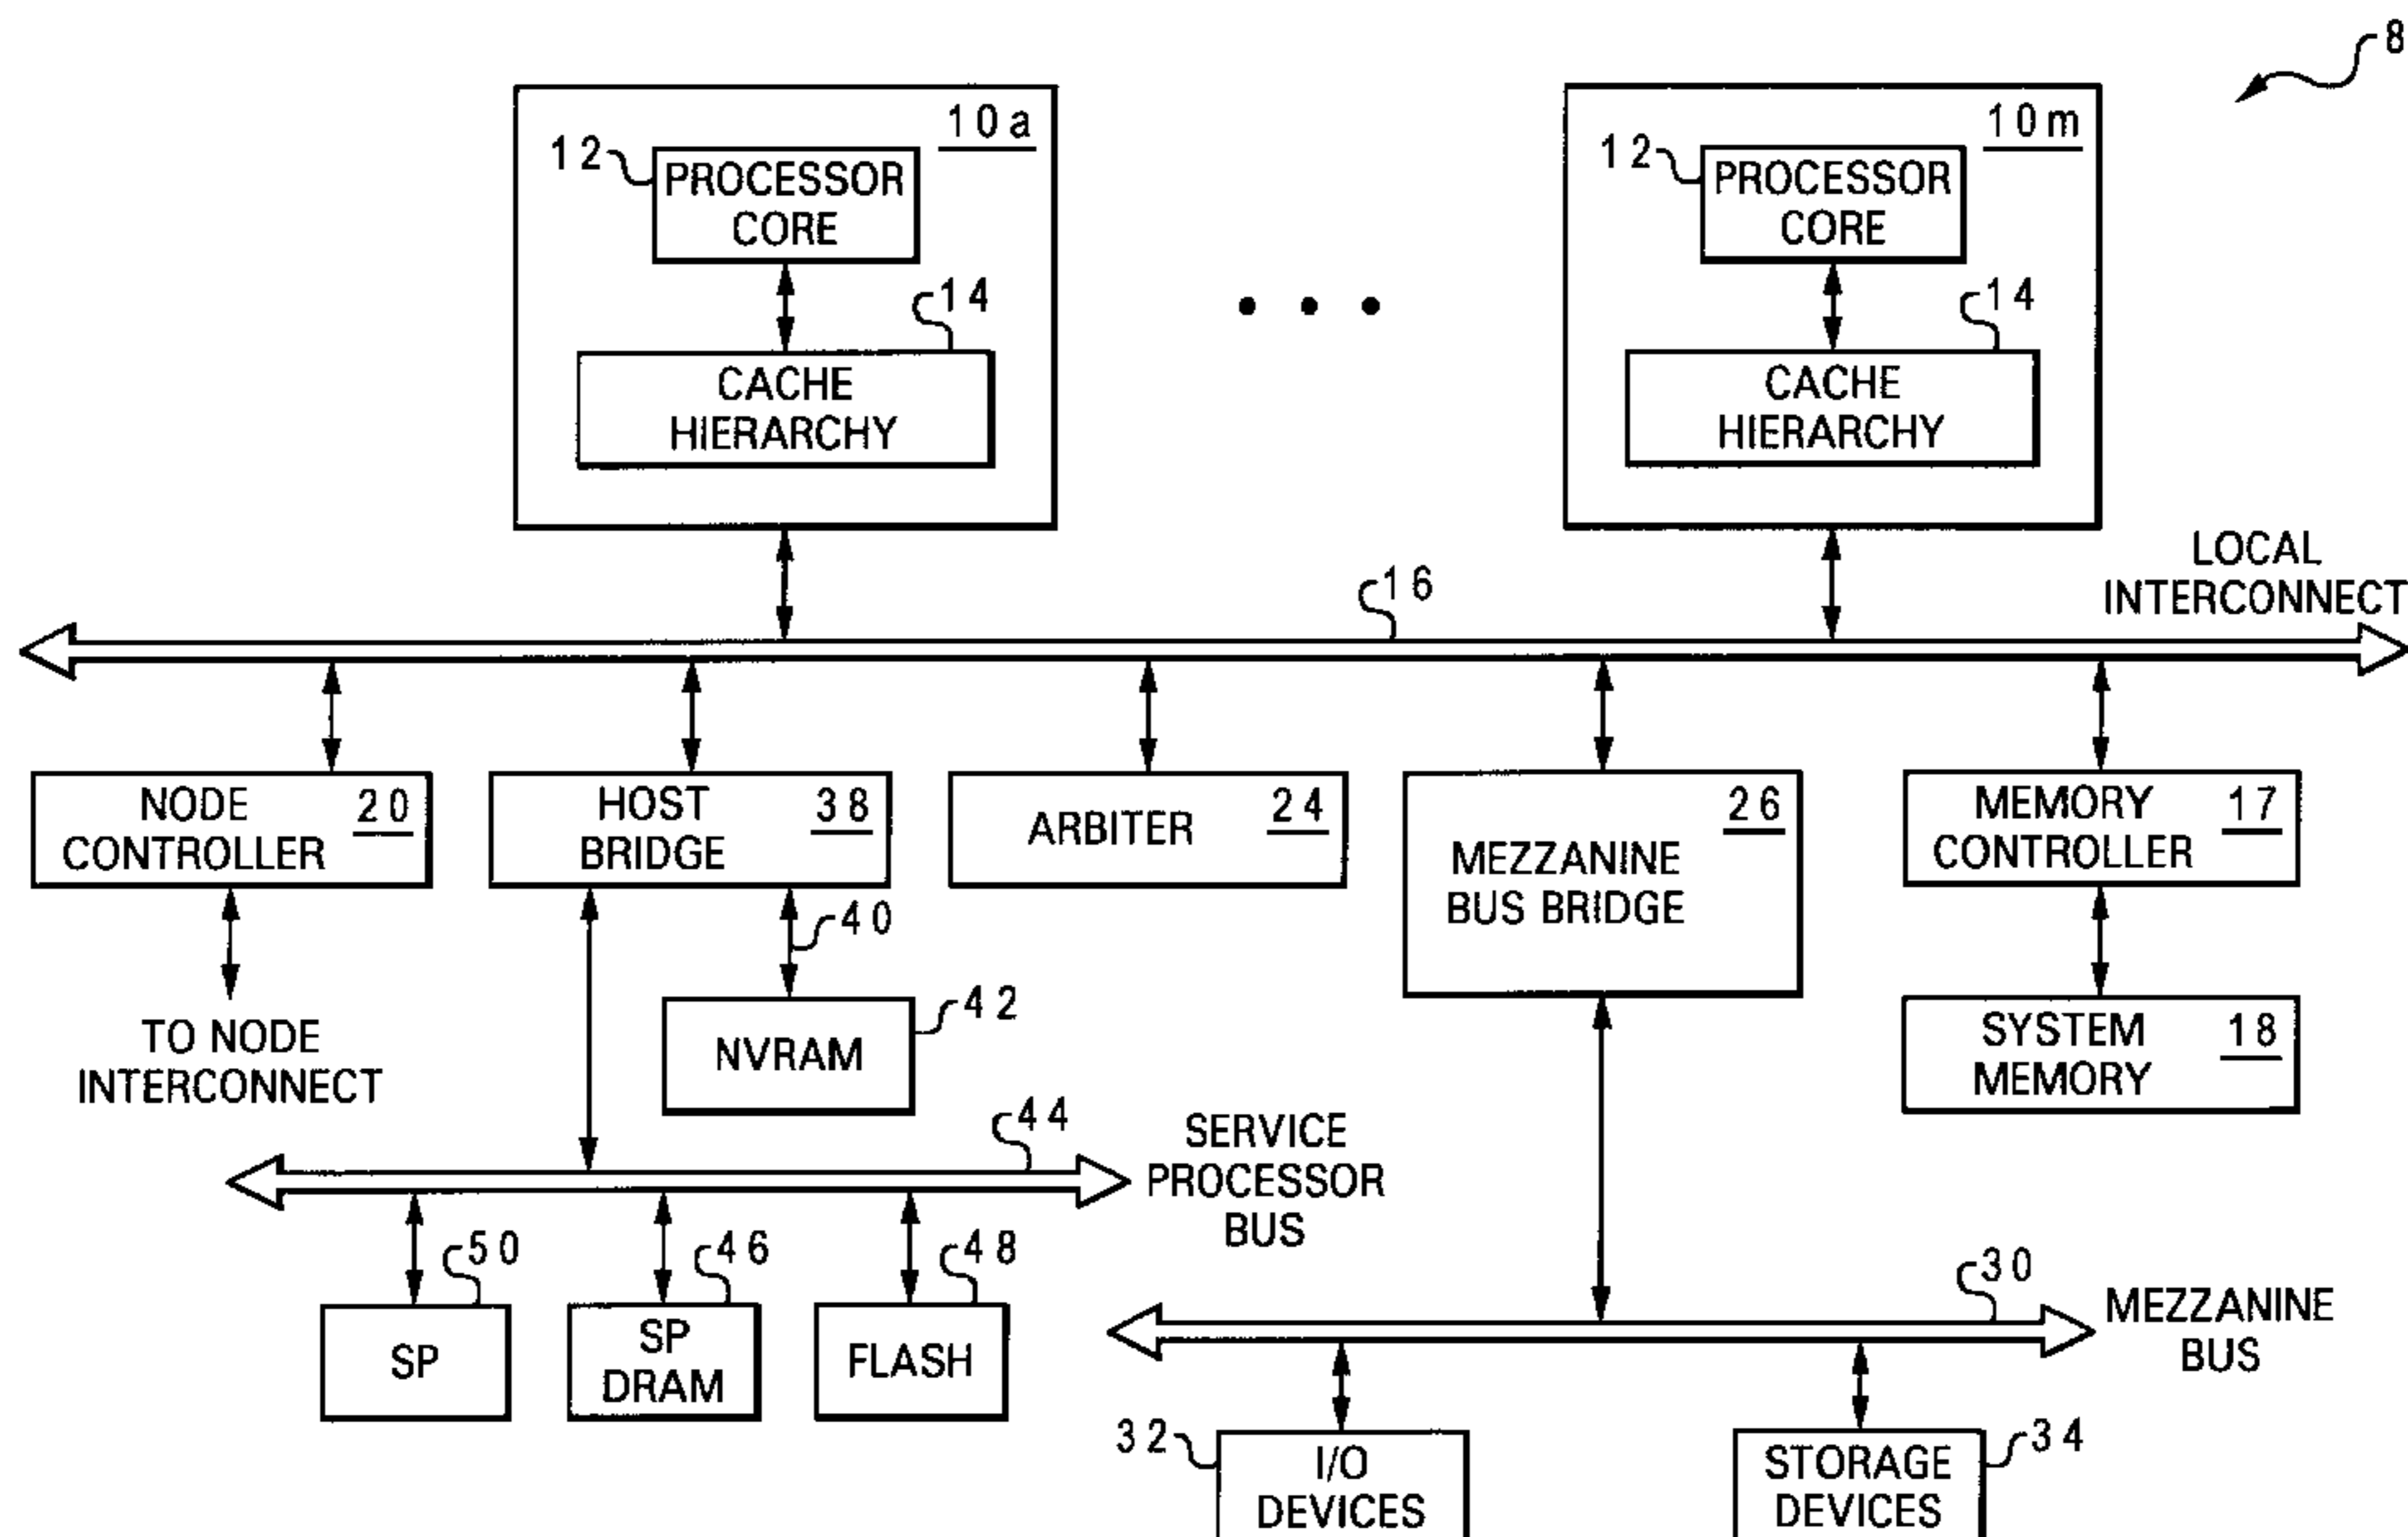 8
10a
10m
12
PROCESSOR
CORE
12
PROCESSOR
CORE
14
14
CACHE
HIERARCHY
CACHE
HIERARCHY
LOCAL
INTERCONNECT
16
NODE
CONTROLLER
20
HOST
BRIDGE
38
ARBITER
24
MEZZANINE
BUS BRIDGE
26
MEMORY
CONTROLLER
17
40
TO NODE
INTERCONNECT
NVRAM
42
SYSTEM
MEMORY
18
44
SERVICE
PROCESSOR
BUS
50
46
48
SP
SP
DRAM
FLASH
30
MEZZANINE
BUS
32
I/O
DEVICES
STORAGE
DEVICES
34